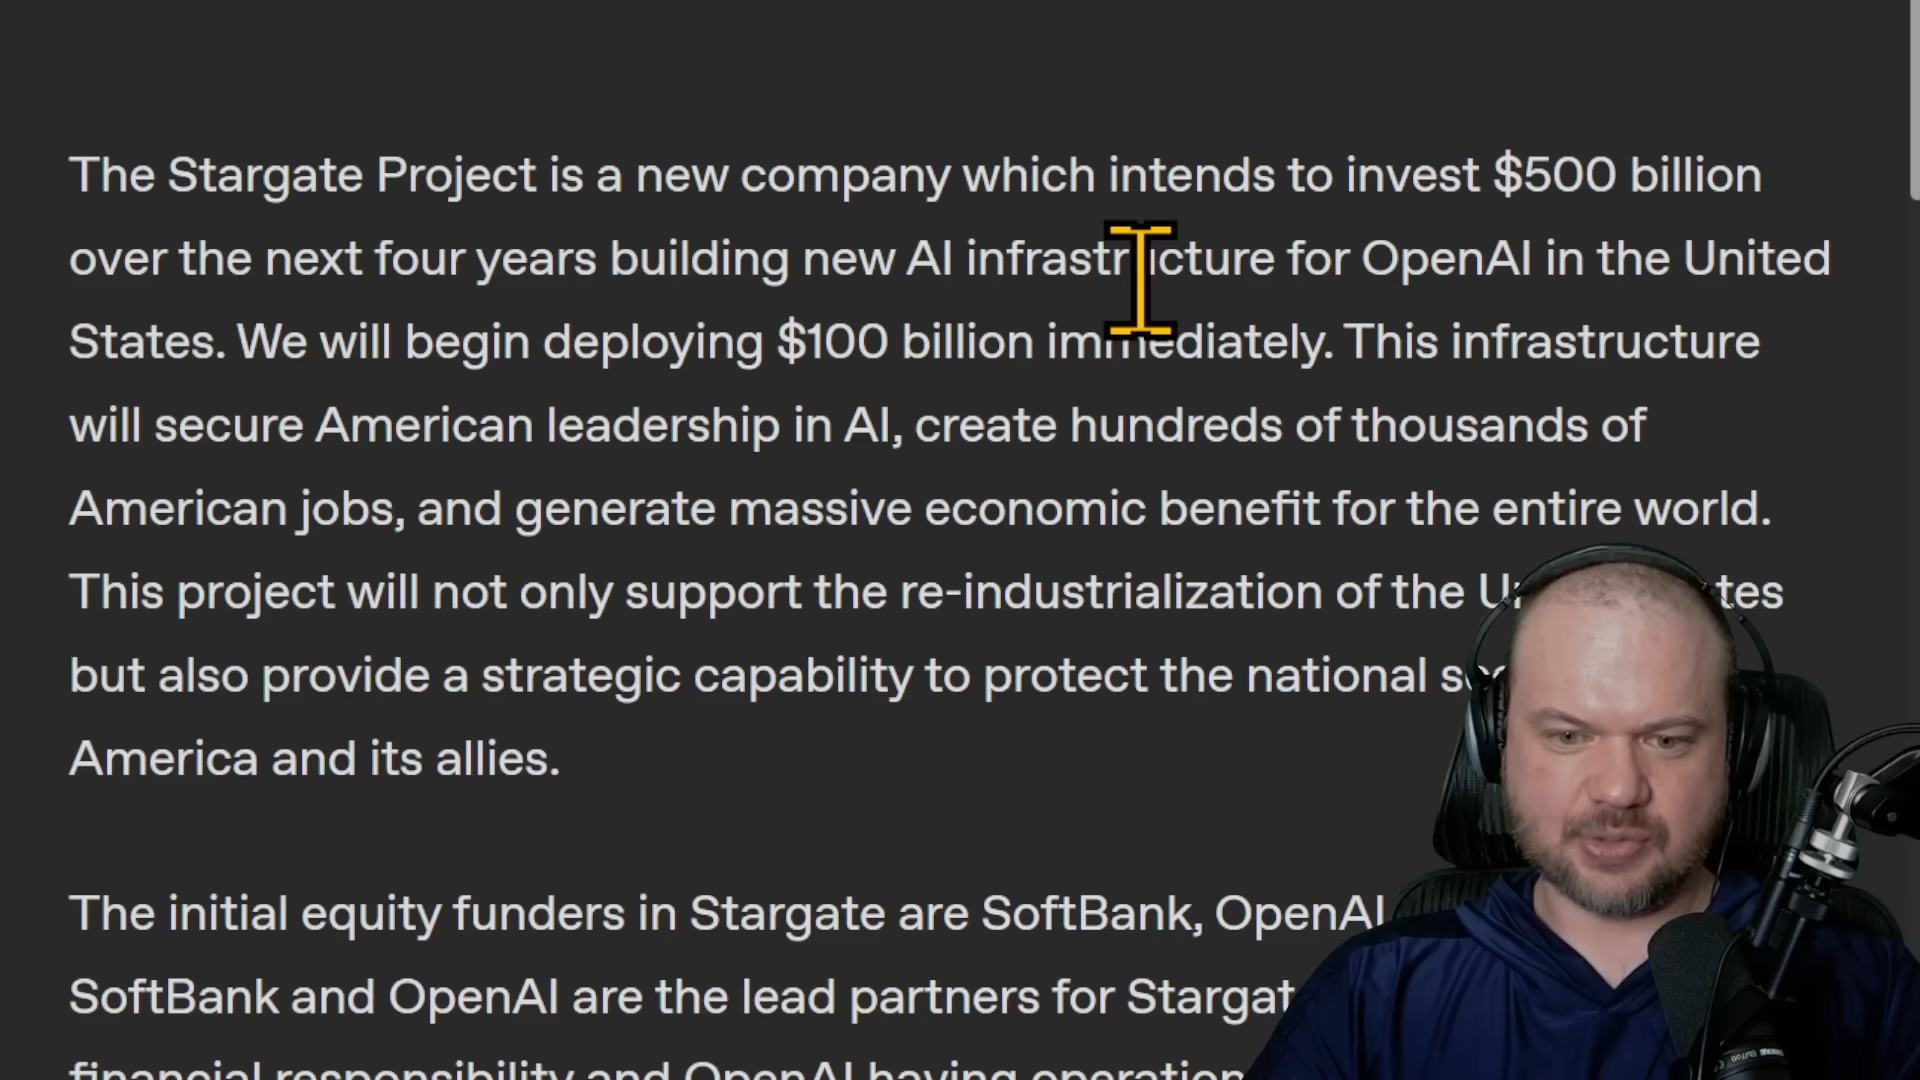 The Stargate Project is a new company which intends to invest $500 billion
over the next four years building new AI infrastructure for OpenAI in the United
States. We will begin deploying $100 billion immediately. This infrastructure
will secure American leadership in AI, create hundreds of thousands of
American jobs, and generate massive economic benefit for the entire world.
This project will not only support the re-industrialization of the
but also provide a strategic capability to protect the national
America and its allies.
The initial equity funders in Stargate are SoftBank, OpenAI
SoftBank and OpenAI are the lead partners for
financial responsibility and OpenAI having